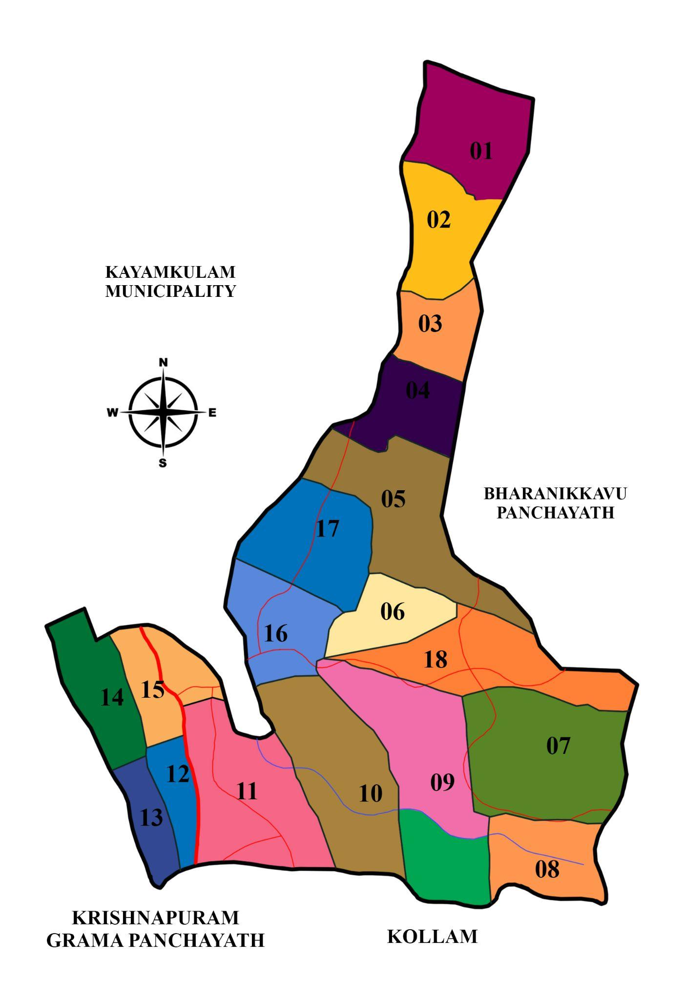 01
02
KAYAMKULAM
MUNICIPALITY
03
N
04
W
E
S
BHARANIKKAVU
PANCHAYATH
05
17
06
16
18
15
14
07
12
09
11
10
13
08
KRISHNAPURAM
GRAMA PANCHAYATH
KOLLAM